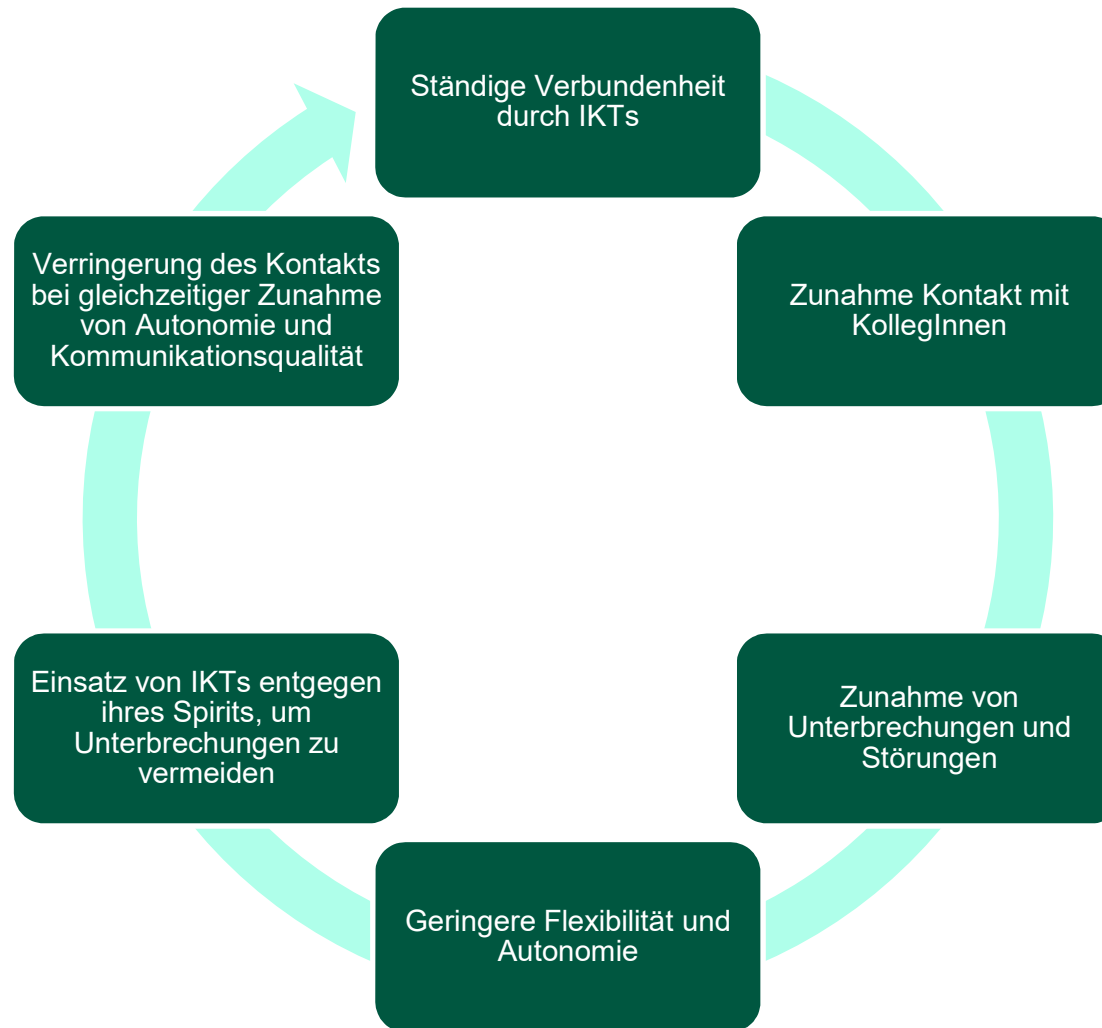 Ständige Verbundenheit
durch IKTs
Zunahme Kontakt mit
KollegInnen
Zunahme von
Unterbrechungen und
Störungen
Geringere Flexibilität und
Autonomie
Einsatz von IKTs entgegen
ihres Spirits, um
Unterbrechungen zu
vermeiden
Verringerung des Kontakts
bei gleichzeitiger Zunahme
von Autonomie und
Kommunikationsqualität